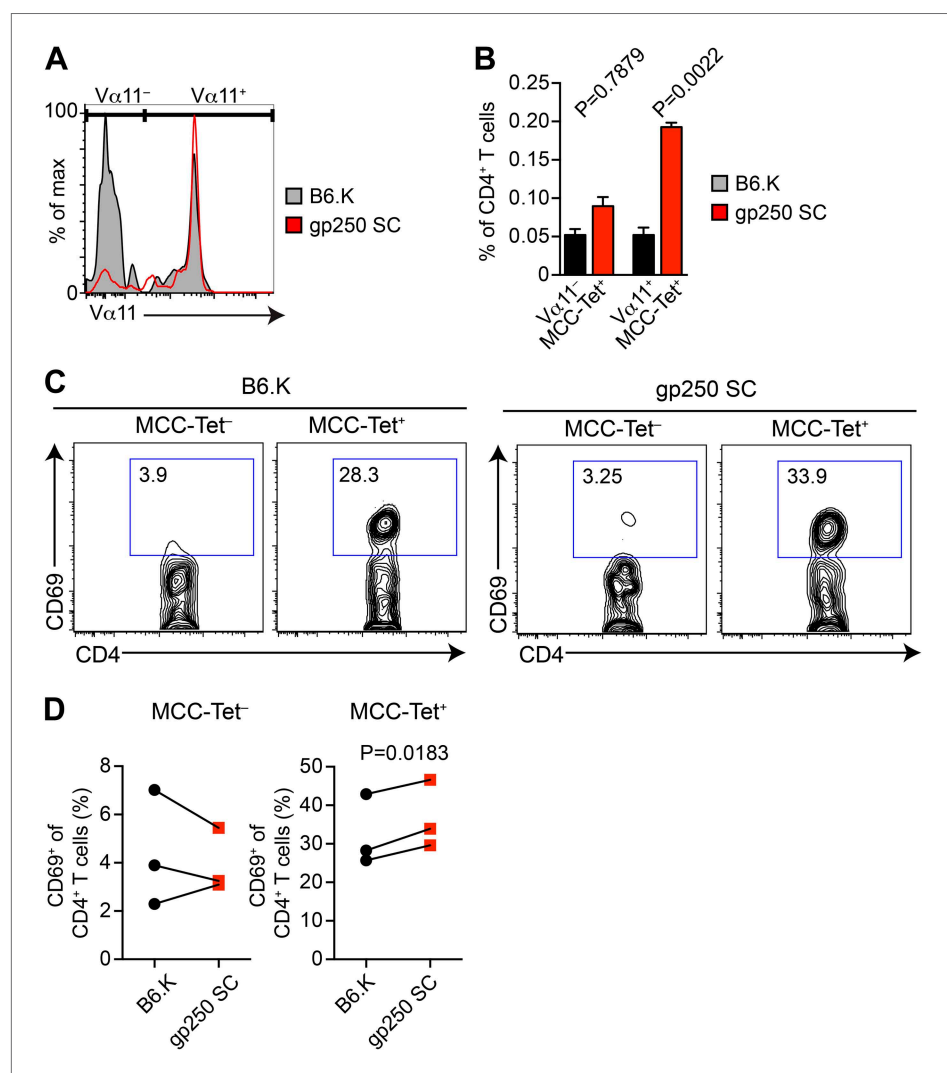 A
Vα11⁻ Vα11⁺
100
% of max
0
Vα11
B6.K
gp250 SC
B
P=0.7879
P=0.0022
0.25
0.20
0.15
0.10
0.05
0
% of CD4⁺ T cells
Vα11⁻
MCC-Tet⁺
Vα11⁺
MCC-Tet⁺
B6.K
gp250 SC
C
B6.K
gp250 SC
MCC-Tet⁻ MCC-Tet⁺
MCC-Tet⁻ MCC-Tet⁺
3.9
28.3
3.25
33.9
CD69
CD4
CD69
CD4
D
MCC-Tet⁻
8
6
4
2
0
CD69⁺ of
CD4⁺ T cells (%)
B6.K
gp250 SC
MCC-Tet⁺
P=0.0183
50
40
30
20
10
0
CD69⁺ of
CD4⁺ T cells (%)
B6.K
gp250 SC